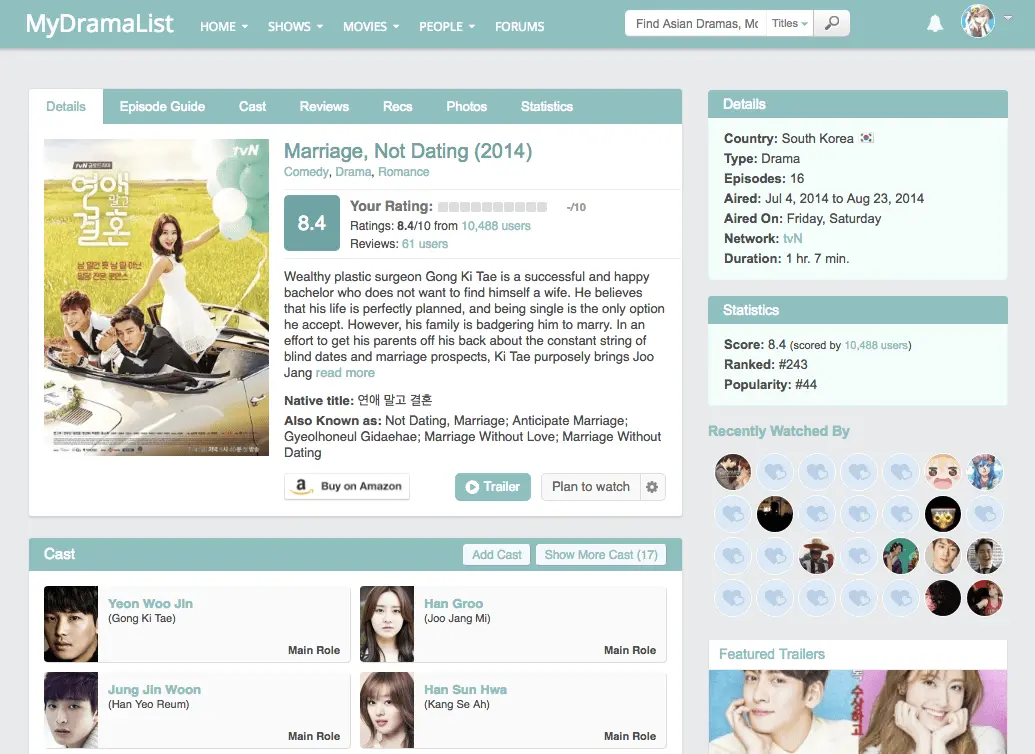 MyDramaList
HOME
SHOWS
MOVIES
PEOPLE
FORUMS
Find Asian Dramas, Mo
Titles
Details
Episode Guide
Cast
Reviews
Recs
Photos
Statistics
tvN
연애
말고
결혼
Marriage, Not Dating (2014)
Comedy, Drama, Romance
8.4
Your Rating: -/10
Ratings: 8.4/10 from 10,488 users
Reviews: 61 users
Wealthy plastic surgeon Gong Ki Tae is a successful and happy
bachelor who does not want to find himself a wife. He believes
that his life is perfectly planned, and being single is the only option
he accept. However, his family is badgering him to marry. In an
effort to get his parents off his back about the constant string of
blind dates and marriage prospects, Ki Tae purposely brings Joo
Jang read more
Native title: 연애 말고 결혼
Also Known as: Not Dating, Marriage; Anticipate Marriage;
Gyeolhoneul Gidaehae; Marriage Without Love; Marriage Without
Dating
a Buy on Amazon
Trailer
Plan to watch
Cast
Add Cast
Show More Cast (17)
Yeon Woo Jin
(Gong Ki Tae)
Main Role
Han Groo
(Joo Jang Mi)
Main Role
Jung Jin Woon
(Han Yeo Reum)
Main Role
Han Sun Hwa
(Kang Se Ah)
Main Role
Details
Country: South Korea
Type: Drama
Episodes: 16
Aired: Jul 4, 2014 to Aug 23, 2014
Aired On: Friday, Saturday
Network: tvN
Duration: 1 hr. 7 min.
Statistics
Score: 8.4 (scored by 10,488 users)
Ranked: #243
Popularity: #44
Recently Watched By
Featured Trailers
수상하고